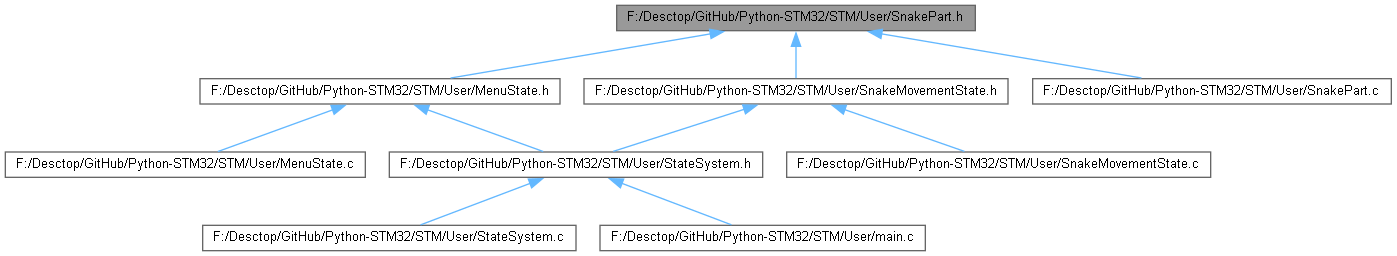 F:/Desctop/GitHub/Python-STM32/STM/User/SnakePart.h
F:/Desctop/GitHub/Python-STM32/STM/User/MenuState.h
F:/Desctop/GitHub/Python-STM32/STM/User/SnakeMovementState.h
F:/Desctop/GitHub/Python-STM32/STM/User/SnakePart.c
F:/Desctop/GitHub/Python-STM32/STM/User/MenuState.c
F:/Desctop/GitHub/Python-STM32/STM/User/StateSystem.h
F:/Desctop/GitHub/Python-STM32/STM/User/SnakeMovementState.c
F:/Desctop/GitHub/Python-STM32/STM/User/StateSystem.c
F:/Desctop/GitHub/Python-STM32/STM/User/main.c